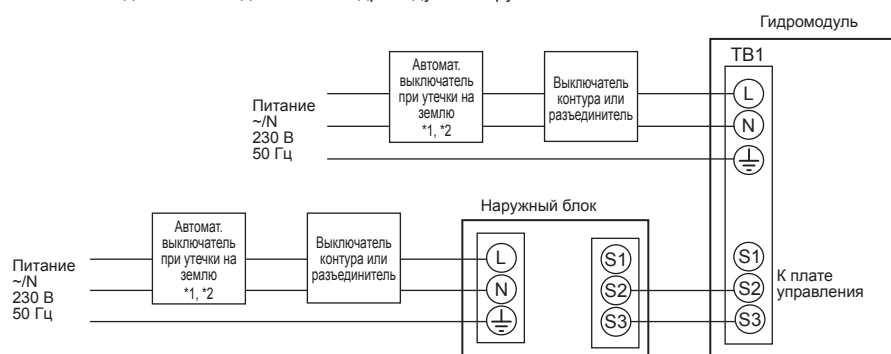 Гидромодуль
TB1
Автомат.
выключатель
при утечки на
землю
*1, *2
Выключатель
контура или
разъединитель
Питание
~/N
230 В
50 Гц
L
N
Наружный блок
Автомат.
выключатель
при утечки на
землю
*1, *2
Выключатель
контура или
разъединитель
Питание
~/N
230 В
50 Гц
L
N
S1
S2
S3
S1
S2
S3
К плате
управления